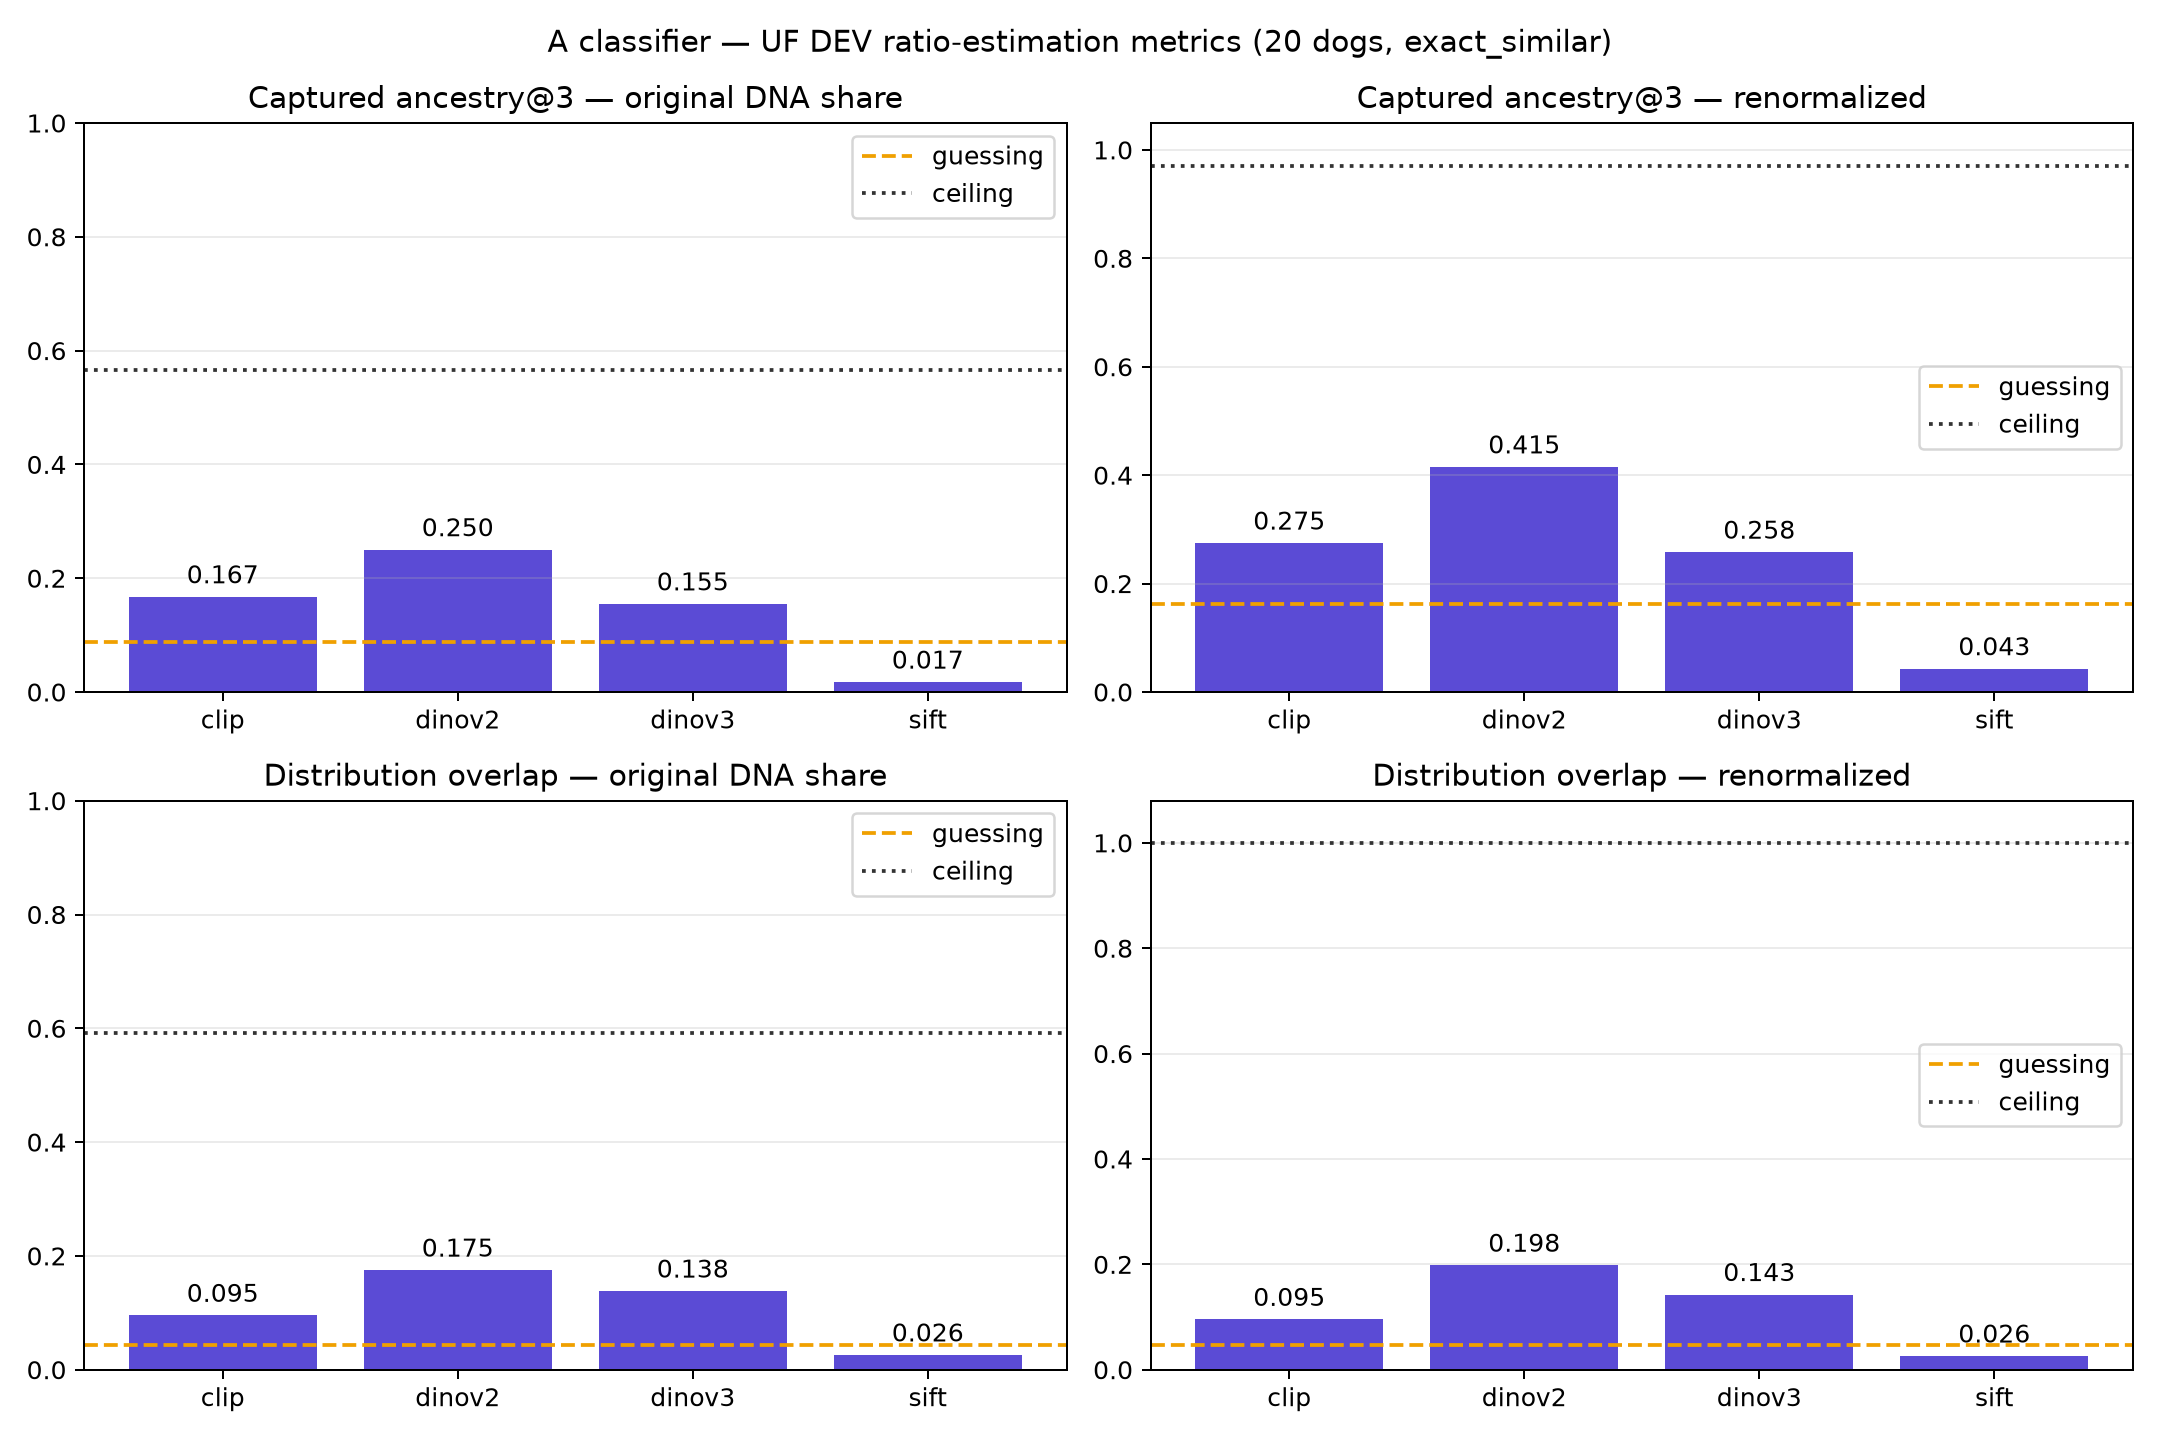 A classifier — UF DEV ratio-estimation metrics (20 dogs, exact_similar)
Captured ancestry@3 — original DNA share
1.0
0.8
0.6
0.4
0.2
0.0
guessing
ceiling
0.167
0.250
0.155
0.017
clip
dinov2
dinov3
sift
Captured ancestry@3 — renormalized
1.0
0.8
0.6
0.4
0.2
0.0
guessing
ceiling
0.275
0.415
0.258
0.043
clip
dinov2
dinov3
sift
Distribution overlap — original DNA share
1.0
0.8
0.6
0.4
0.2
0.0
guessing
ceiling
0.095
0.175
0.138
0.026
clip
dinov2
dinov3
sift
Distribution overlap — renormalized
1.0
0.8
0.6
0.4
0.2
0.0
guessing
ceiling
0.095
0.198
0.143
0.026
clip
dinov2
dinov3
sift